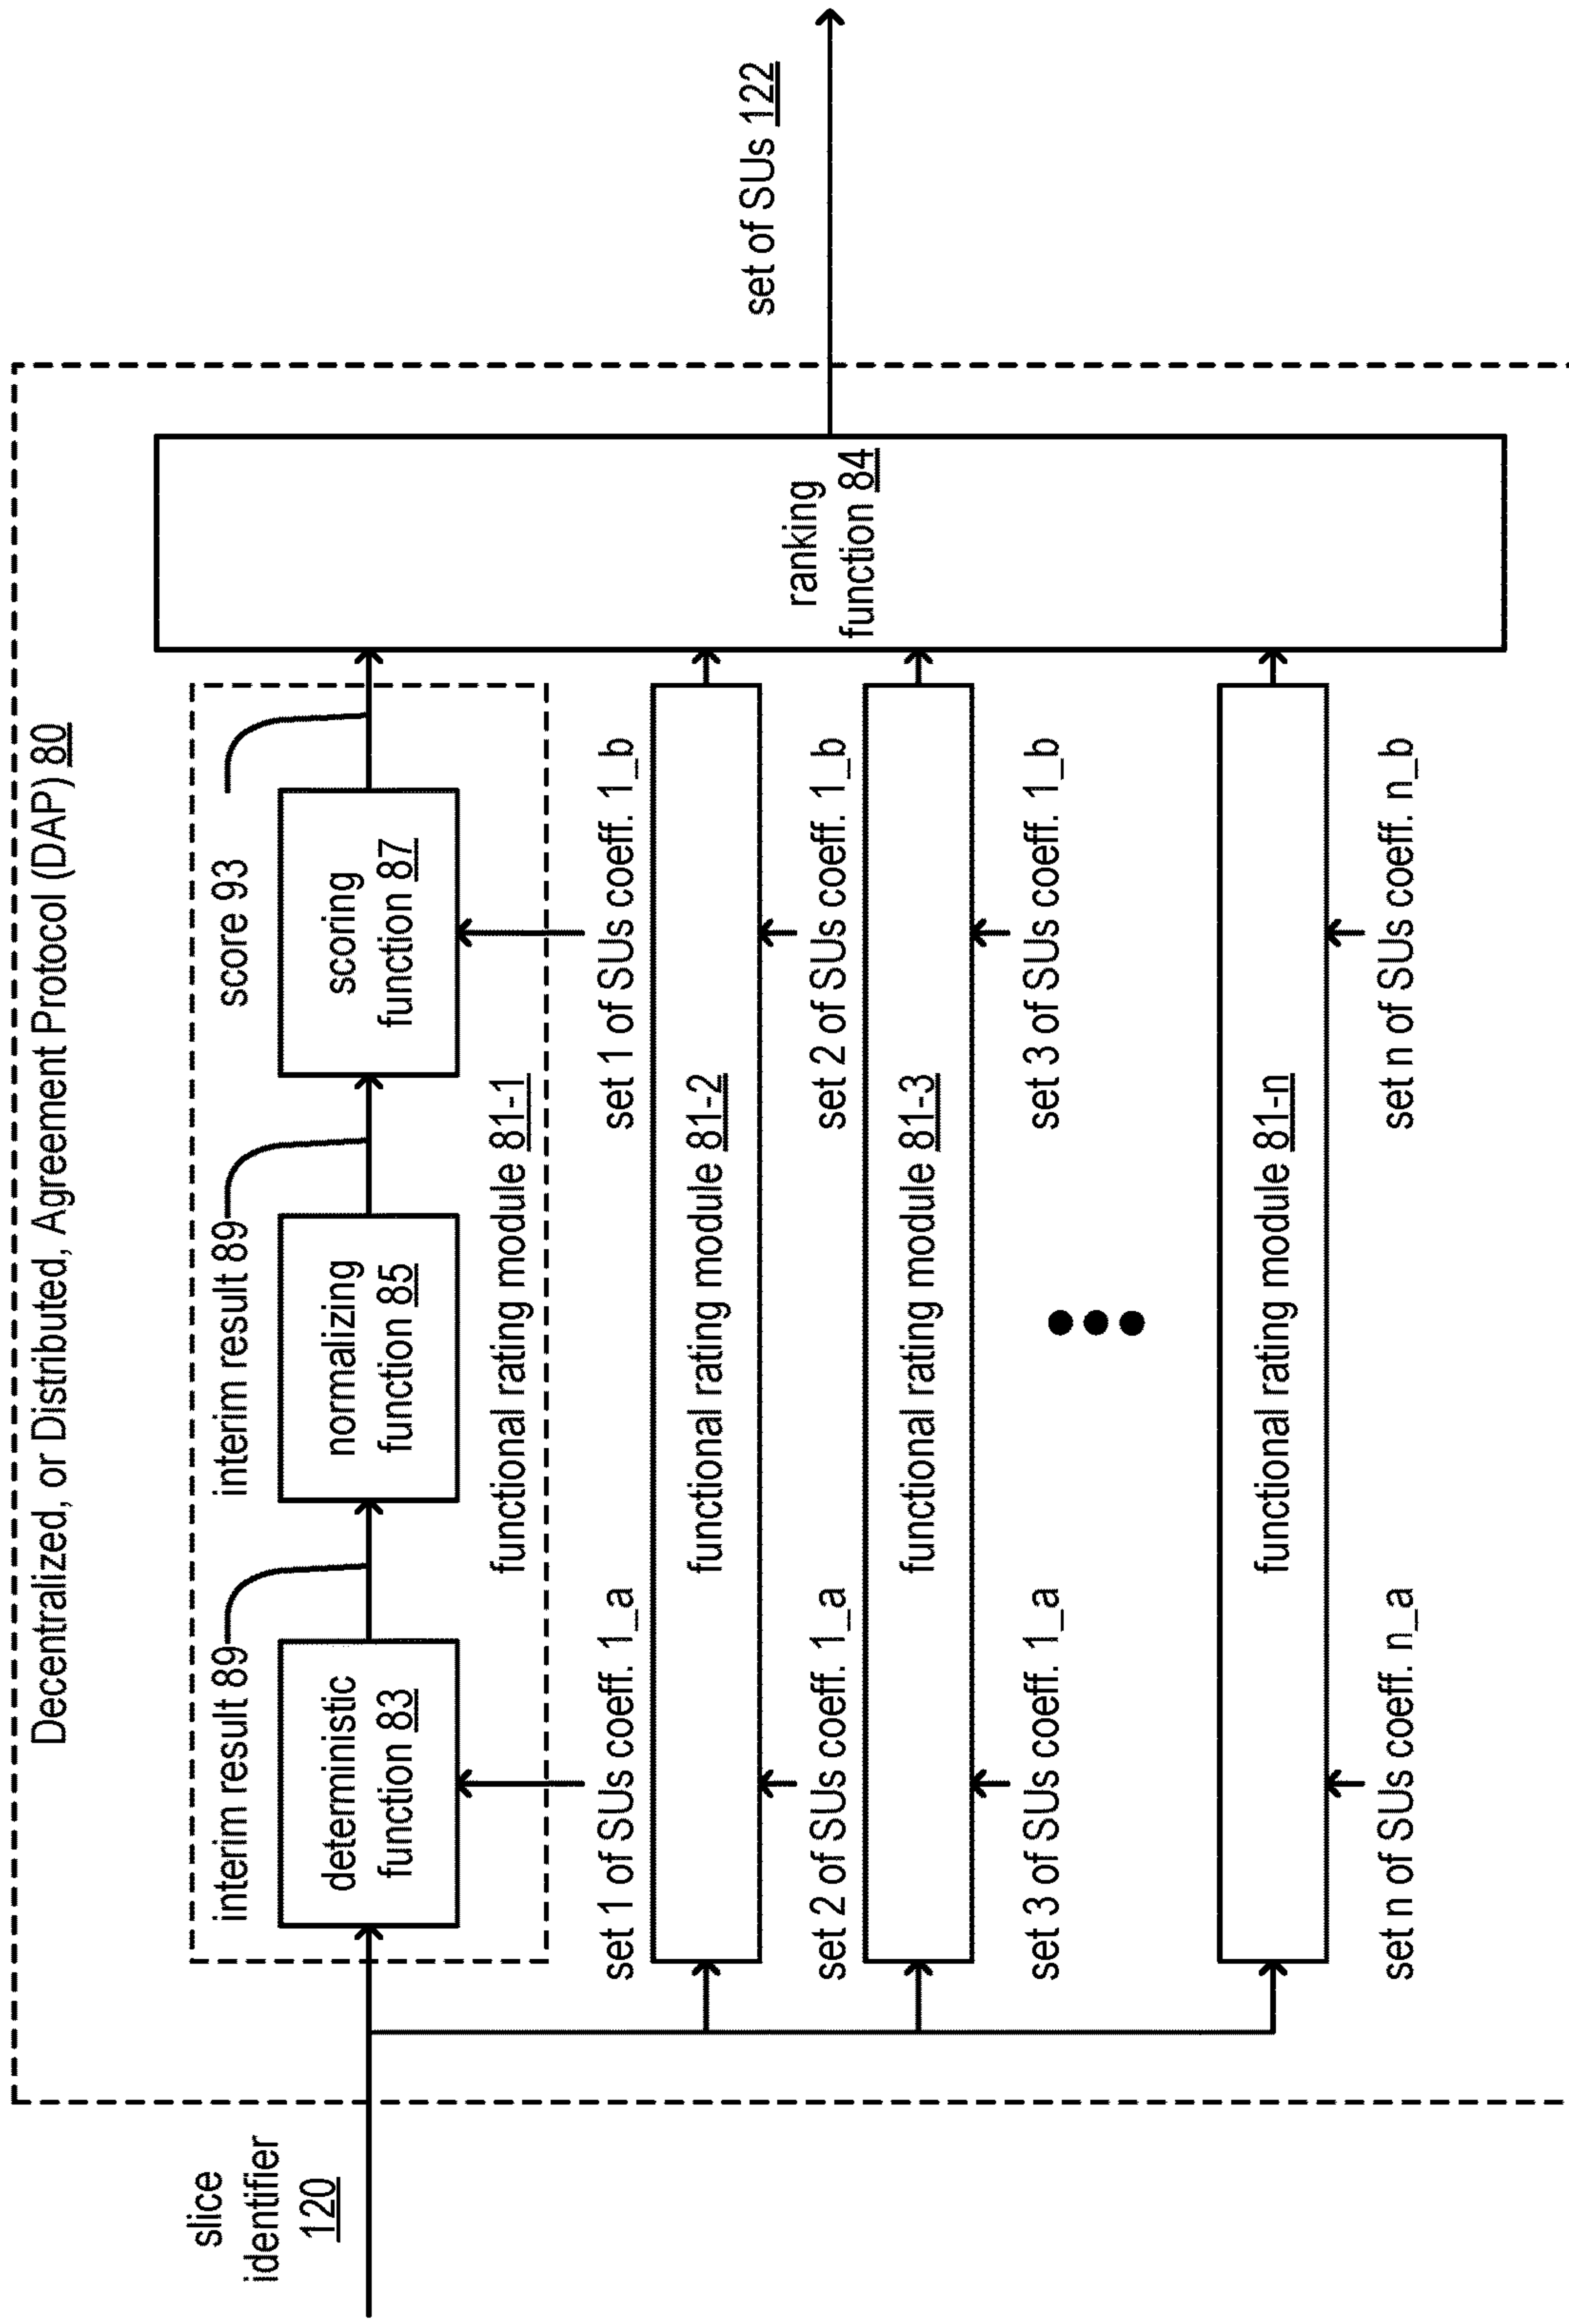 Decentralized, or Distributed, Agreement Protocol (DAP) 80
slice
identifier
120
interim result 89
interim result 89
score 93
deterministic
function 83
normalizing
function 85
scoring
function 87
functional rating module 81-1
set 1 of SUs coeff. 1_a
set 1 of SUs coeff. 1_b
functional rating module 81-2
set 2 of SUs coeff. 1_a
set 2 of SUs coeff. 1_b
functional rating module 81-3
set 3 of SUs coeff. 1_a
set 3 of SUs coeff. 1_b
functional rating module 81-n
set n of SUs coeff. n_a
set n of SUs coeff. n_b
ranking
function 84
set of SUs 122